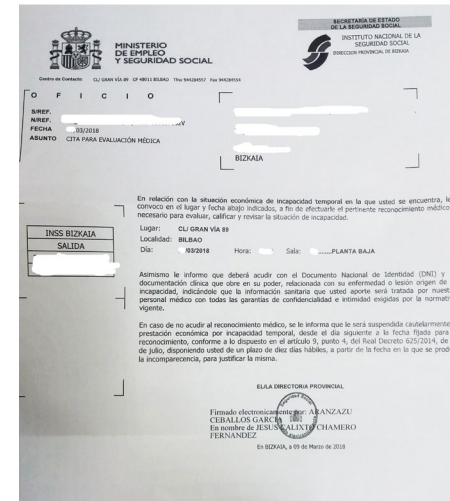 MINISTERIO
DE EMPLEO
Y SEGURIDAD SOCIAL
SECRETARÍA DE ESTADO
DE LA SEGURIDAD SOCIAL
INSTITUTO NACIONAL DE LA
SEGURIDAD SOCIAL
DIRECCION PROVINCIAL DE BIZKAIA
Centro de Contacto: CL/ GRAN VÍA 89 CP 48011 BILBAO Tfno 944284557 Fax 944284554
O F I C I O
S/REF.
N/REF.
FECHA /03/2018
ASUNTO CITA PARA EVALUACIÓN MÉDICA
BIZKAIA
En relación con la situación económica de incapacidad temporal en la que usted se encuentra, le
convoco en el lugar y fecha abajo indicados, a fin de efectuarle el pertinente reconocimiento médico
necesario para evaluar, calificar y revisar la situación de incapacidad.
INSS BIZKAIA
SALIDA
Lugar: CL/ GRAN VÍA 89
Localidad: BILBAO
Día: /03/2018 Hora: Sala: PLANTA BAJA
Asimismo le informo que deberá acudir con el Documento Nacional de Identidad (DNI) y
documentación clínica que obre en su poder, relacionada con su enfermedad o lesión origen de
incapacidad, indicándole que la información sanitaria que usted aporte será tratada por nuest
personal médico con todas las garantías de confidencialidad e intimidad exigidas por la normati
vigente.
En caso de no acudir al reconocimiento médico, se le informa que le será suspendida cautelarmente
prestación económica por incapacidad temporal, desde el día siguiente a la fecha fijada para
reconocimiento, conforme a lo dispuesto en el artículo 9, punto 4, del Real Decreto 625/2014, de
de julio, disponiendo usted de un plazo de diez días hábiles, a partir de la fecha en la que se prod
la incomparecencia, para justificar la misma.
EL/LA DIRECTOR/A PROVINCIAL
Firmado electronicamente por: ARANZAZU
CEBALLOS GARCIA
En nombre de JESUS CALIXTO CHAMERO
FERNANDEZ
En BIZKAIA, a 09 de Marzo de 2018